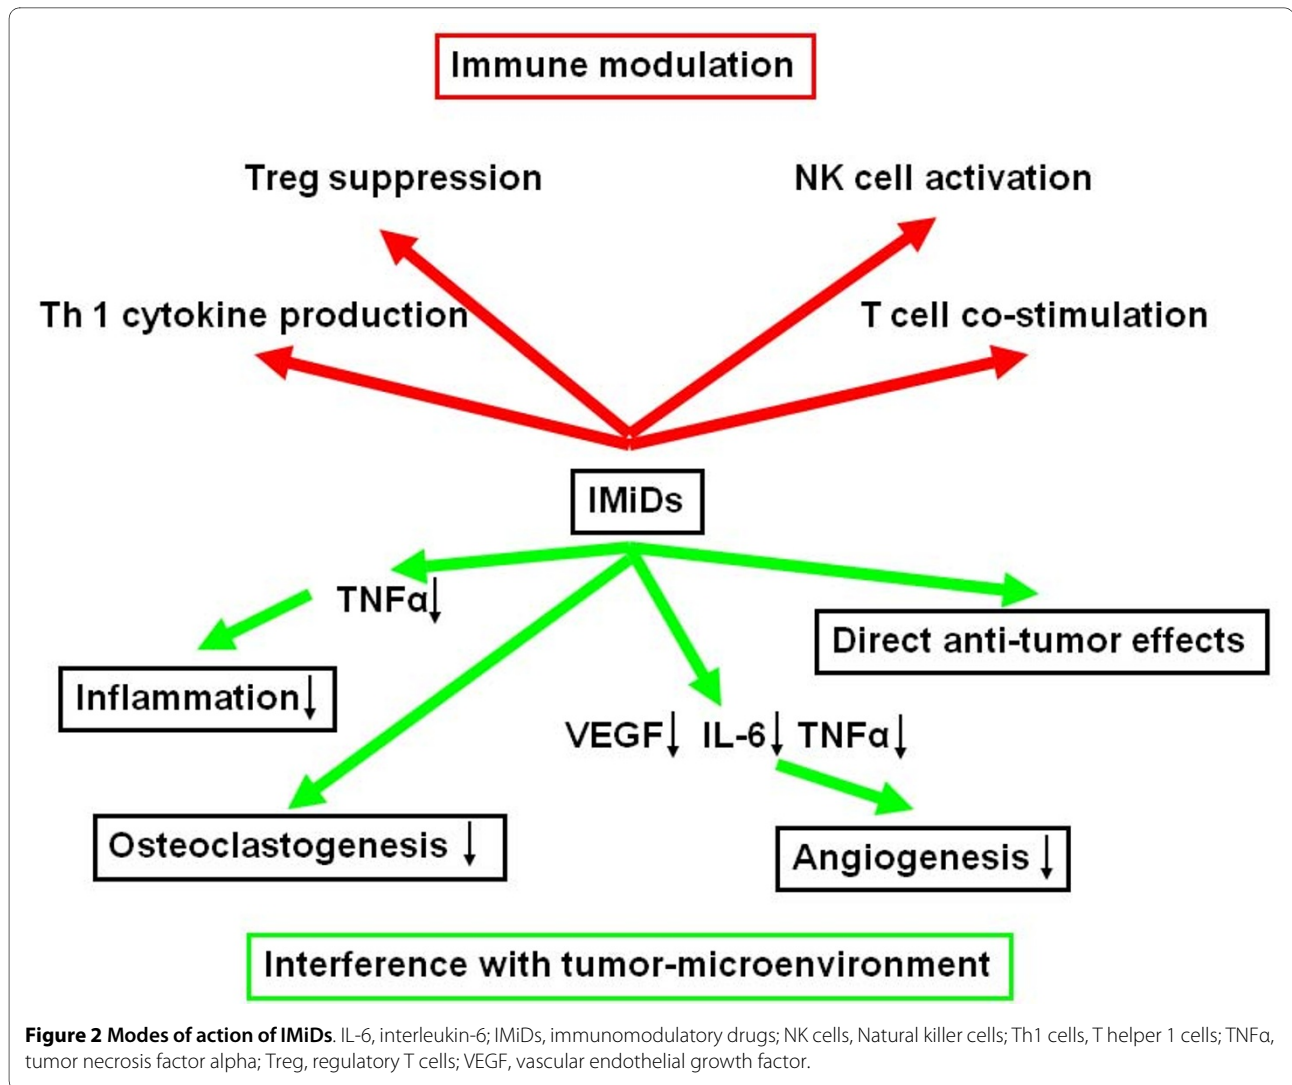 Immune modulation
Treg suppression
NK cell activation
Th 1 cytokine production
T cell co-stimulation
IMiDs
TNFα↓
Direct anti-tumor effects
Inflammation↓
VEGF↓ IL-6↓ TNFα↓
Osteoclastogenesis ↓
Angiogenesis ↓
Interference with tumor-microenvironment
Figure 2 Modes of action of IMiDs. IL-6, interleukin-6; IMiDs, immunomodulatory drugs; NK cells, Natural killer cells; Th1 cells, T helper 1 cells; TNFα,
tumor necrosis factor alpha; Treg, regulatory T cells; VEGF, vascular endothelial growth factor.